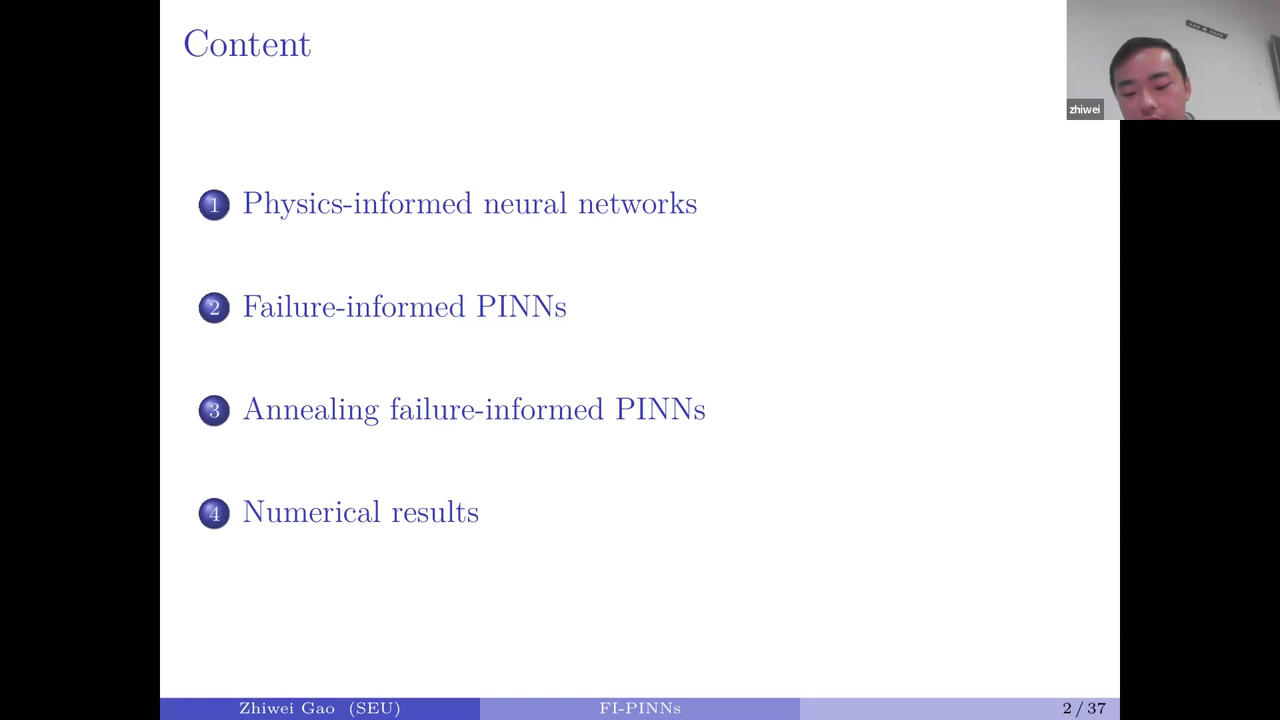 Content
zhiwei
1 Physics-informed neural networks
2 Failure-informed PINNs
3 Annealing failure-informed PINNs
4 Numerical results
Zhiwei Gao (SEU) FI-PINNs 2 / 37